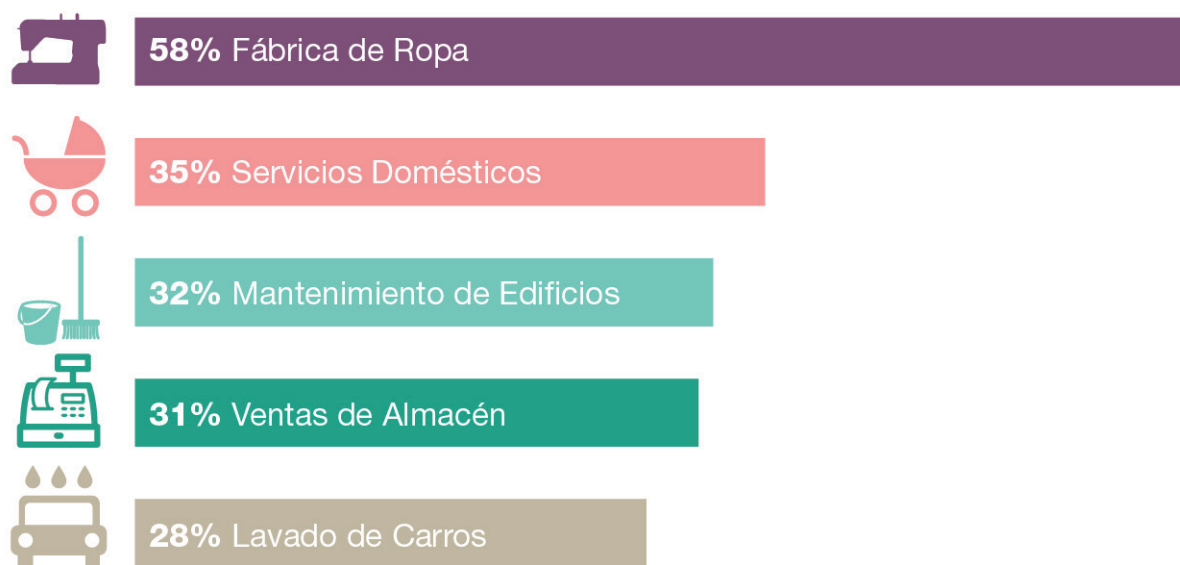 58% Fábrica de Ropa
35% Servicios Domésticos
32% Mantenimiento de Edificios
31% Ventas de Almacén
28% Lavado de Carros